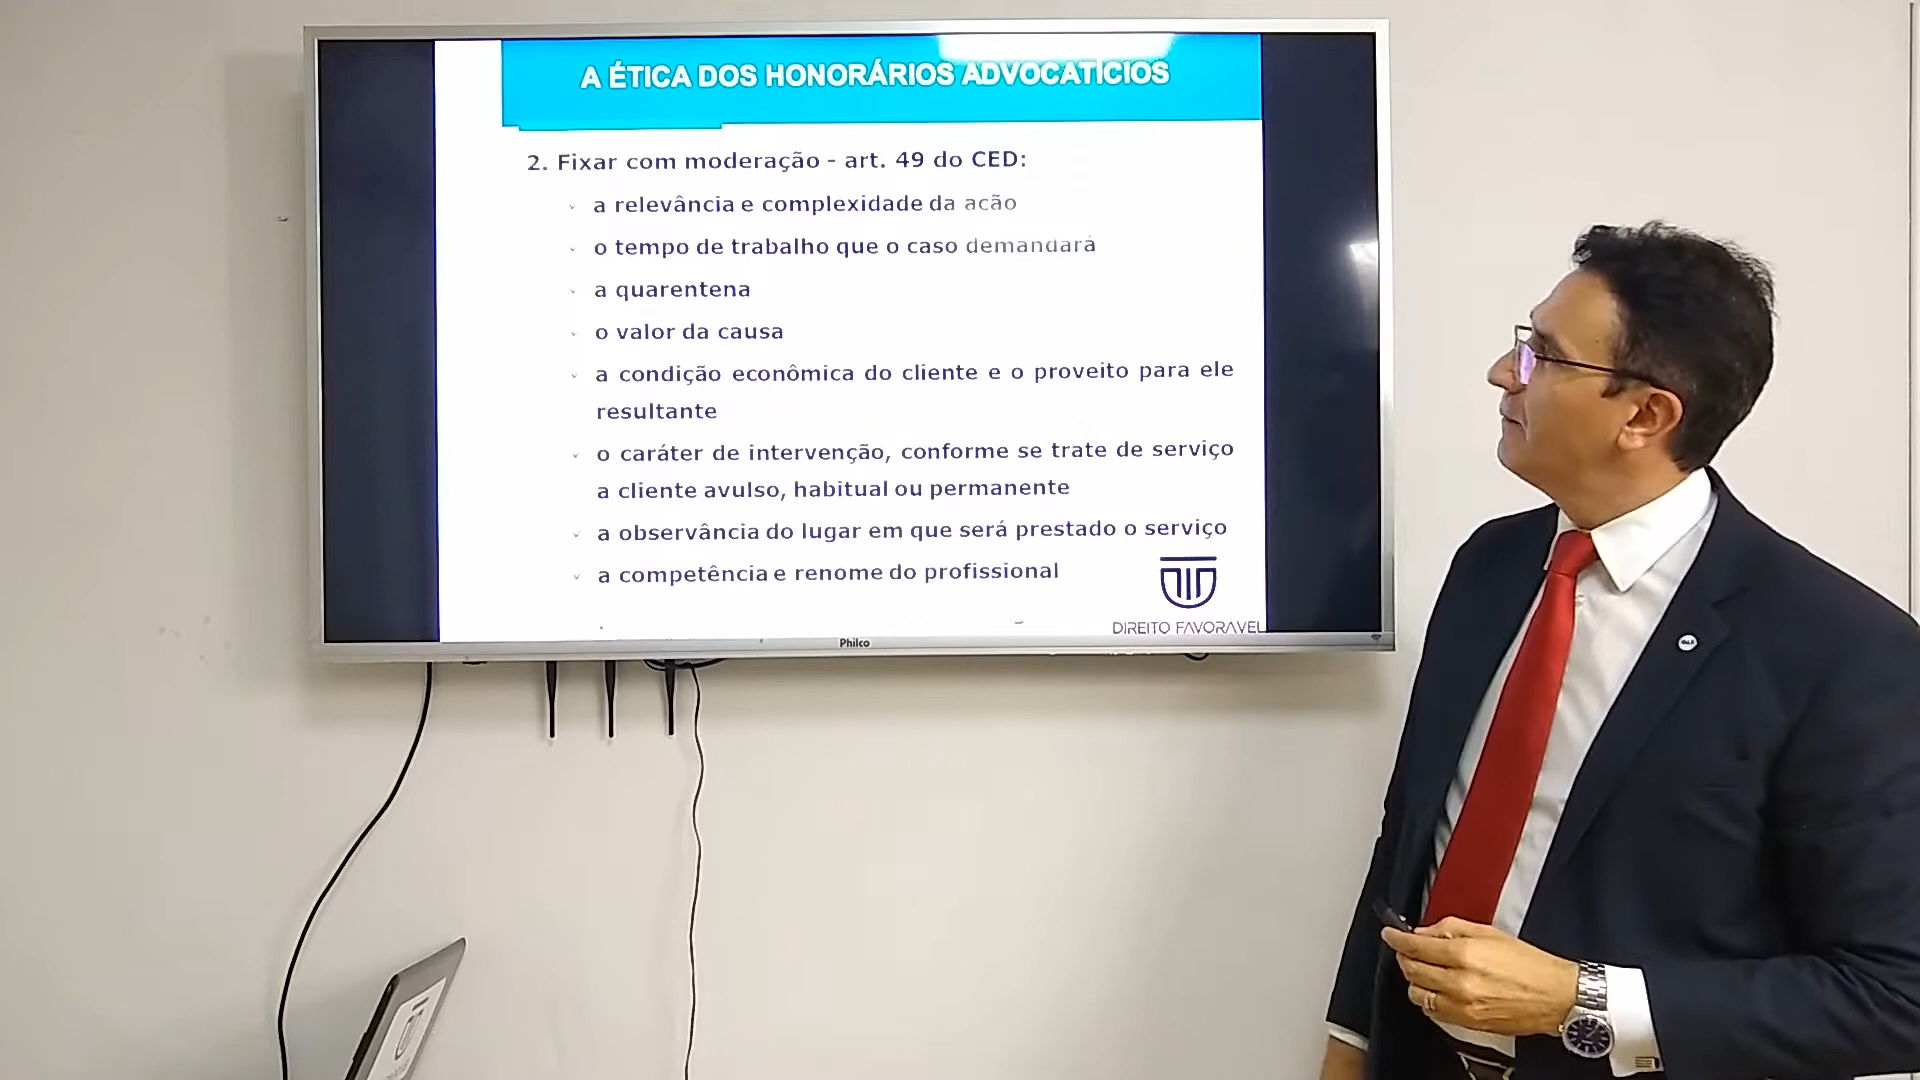 A ÉTICA DOS HONORÁRIOS ADVOCATÍCIOS
2. Fixar com moderação - art. 49 do CED:
a relevância e complexidade da acão
o tempo de trabalho que o caso demandará
a quarentena
o valor da causa
a condição econômica do cliente e o proveito para ele
resultante
o caráter de intervenção, conforme se trate de serviço
a cliente avulso, habitual ou permanente
a observância do lugar em que será prestado o serviço
a competência e renome do profissional
DIREITO FAVORAVEL
Philco